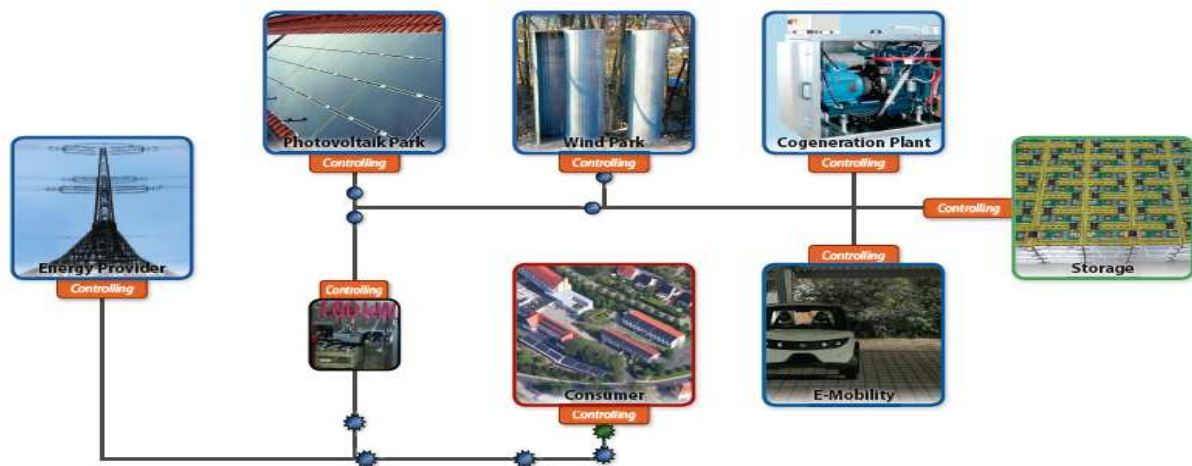 Photovoltaik Park
Controlling
Wind Park
Controlling
Cogeneration Plant
Controlling
Energy Provider
Controlling
Controlling
Storage
Controlling
Controlling
E-Mobility
Consumer
Controlling